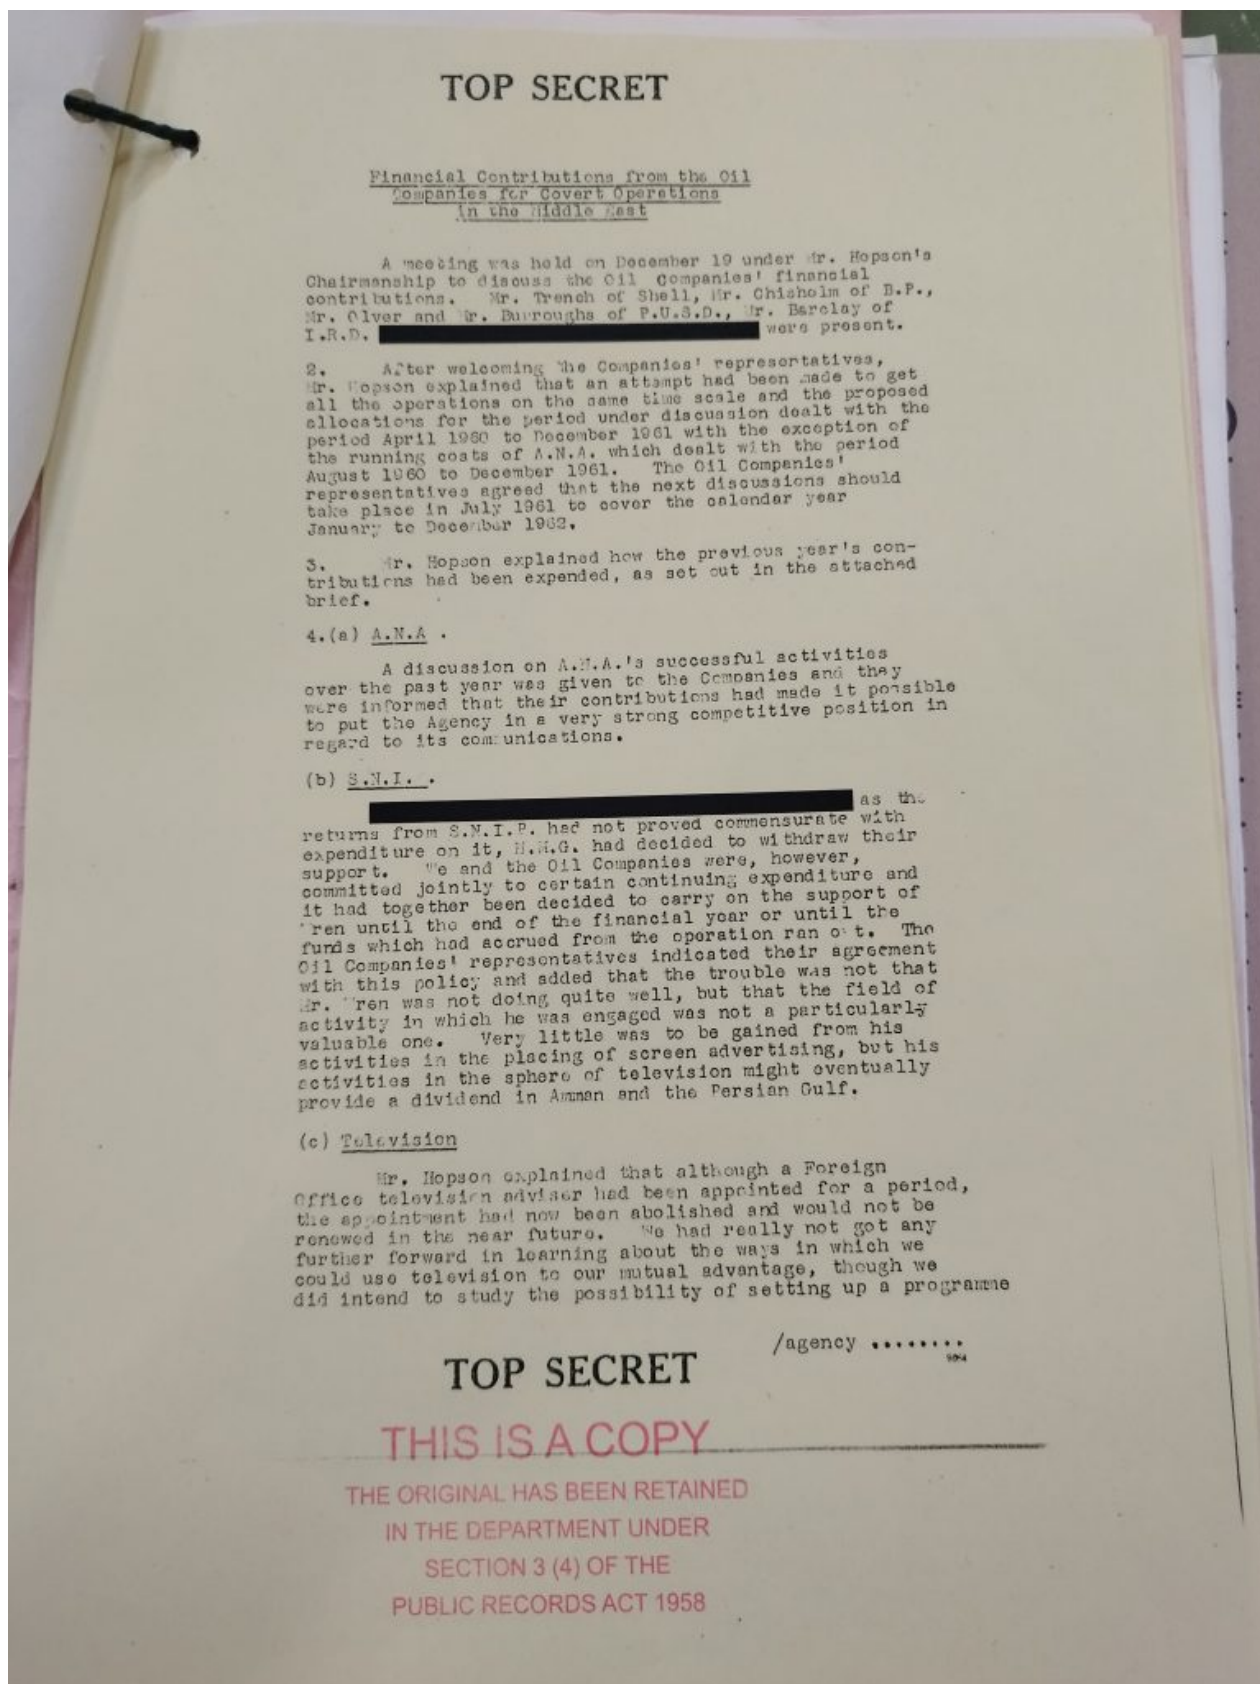 TOP SECRET
Financial Contributions from the Oil
Companies for Covert Operations
in the Middle East
A meeting was held on December 19 under Mr. Hopson's
Chairmanship to discuss the Oil Companies' financial
contributions. Mr. Trench of Shell, Mr. Chisholm of B.P.,
Mr. Olver and Mr. Burroughs of P.U.S.D., Mr. Barclay of
I.R.D. were present.
2. After welcoming the Companies' representatives,
Mr. Hopson explained that an attempt had been made to get
all the operations on the same time scale and the proposed
allocations for the period under discussion dealt with the
period April 1960 to December 1961 with the exception of
the running costs of A.N.A. which dealt with the period
August 1960 to December 1961. The Oil Companies'
representatives agreed that the next discussions should
take place in July 1961 to cover the calendar year
January to December 1962.
3. Mr. Hopson explained how the previous year's con-
tributions had been expended, as set out in the attached
brief.
4.(a) A.N.A .
A discussion on A.N.A.'s successful activities
over the past year was given to the Companies and they
were informed that their contributions had made it possible
to put the Agency in a very strong competitive position in
regard to its communications.
(b) S.N.I. .
as the
returns from S.N.I.P. had not proved commensurate with
expenditure on it, H.M.G. had decided to withdraw their
support. We and the Oil Companies were, however,
committed jointly to certain continuing expenditure and
it had together been decided to carry on the support of
Wren until the end of the financial year or until the
funds which had accrued from the operation ran out. The
Oil Companies' representatives indicated their agreement
with this policy and added that the trouble was not that
Mr. Wren was not doing quite well, but that the field of
activity in which he was engaged was not a particularly
valuable one. Very little was to be gained from his
activities in the placing of screen advertising, but his
activities in the sphere of television might eventually
provide a dividend in Amman and the Persian Gulf.
(c) Television
Mr. Hopson explained that although a Foreign
Office television adviser had been appointed for a period,
the appointment had now been abolished and would not be
renewed in the near future. We had really not got any
further forward in learning about the ways in which we
could use television to our mutual advantage, though we
did intend to study the possibility of setting up a programme
/agency ........
TOP SECRET
THIS IS A COPY
THE ORIGINAL HAS BEEN RETAINED
IN THE DEPARTMENT UNDER
SECTION 3 (4) OF THE
PUBLIC RECORDS ACT 1958